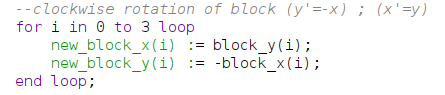 --clockwise rotation of block (y'=-x) ; (x'=y)
for i in 0 to 3 loop
new_block_x(i) := block_y(i);
new_block_y(i) := -block_x(i);
end loop;